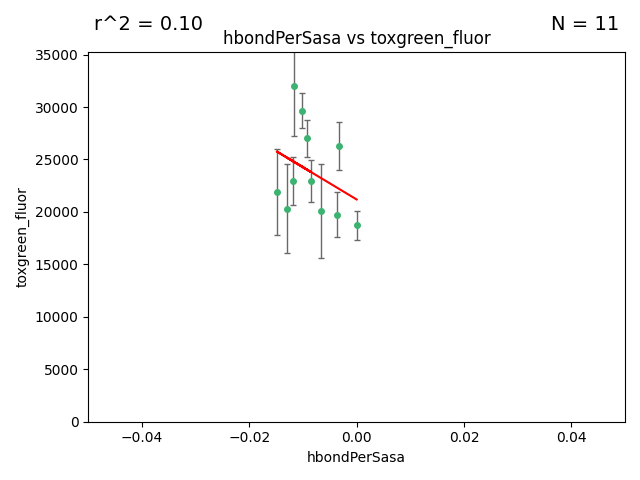 r^2 = 0.10
N = 11
hbondPerSasa vs toxgreen_fluor
35000
30000
25000
20000
15000
10000
5000
0
toxgreen_fluor
−0.04
−0.02
0.00
0.02
0.04
hbondPerSasa